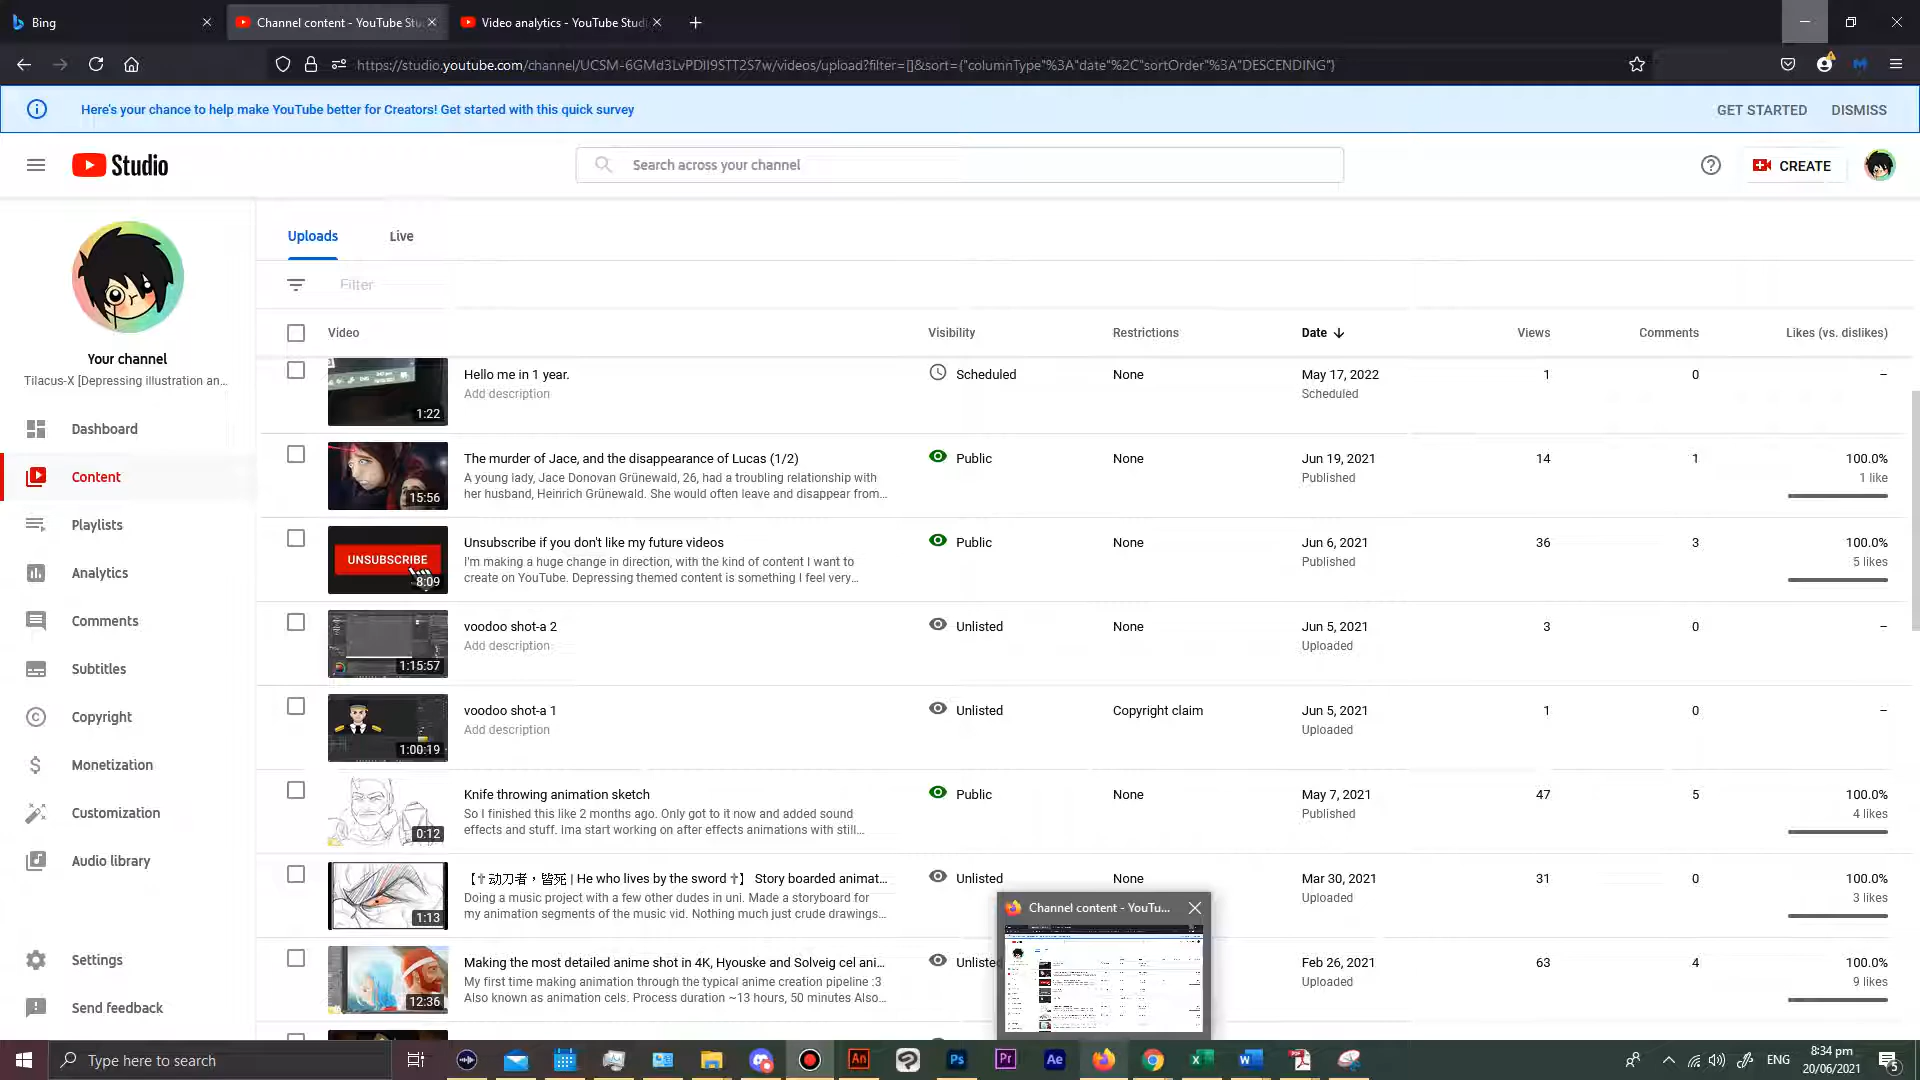 Bing
Channel content - YouTube Stu
Video analytics - YouTube Studi
https://studio.youtube.com/channel/UCSM-6GMd3LvPDII9STT2S7w/videos/upload?filter=[]&sort={"columnType"%3A"date"%2C"sortOrder"%3A"DESCENDING"}
Here's your chance to help make YouTube better for Creators! Get started with this quick survey
GET STARTED
DISMISS
Studio
Search across your channel
CREATE
Your channel
Tilacus-X [Depressing illustration an...
Dashboard
Content
Playlists
Analytics
Comments
Subtitles
Copyright
Monetization
Customization
Audio library
Settings
Send feedback
Uploads
Live
Filter
Video
Visibility
Restrictions
Date
Views
Comments
Likes (vs. dislikes)
1:22
Hello me in 1 year.
Add description
Scheduled
None
May 17, 2022
Scheduled
1
0
–
15:56
The murder of Jace, and the disappearance of Lucas (1/2)
A young lady, Jace Donovan Grünewald, 26, had a troubling relationship with
her husband, Heinrich Grünewald. She would often leave and disappear from...
Public
None
Jun 19, 2021
Published
14
1
100.0%
1 like
UNSUBSCRIBE
8:09
Unsubscribe if you don't like my future videos
I'm making a huge change in direction, with the kind of content I want to
create on YouTube. Depressing themed content is something I feel very...
Public
None
Jun 6, 2021
Published
36
3
100.0%
5 likes
1:15:57
voodoo shot-a 2
Add description
Unlisted
None
Jun 5, 2021
Uploaded
3
0
–
1:00:19
voodoo shot-a 1
Add description
Unlisted
Copyright claim
Jun 5, 2021
Uploaded
1
0
–
0:12
Knife throwing animation sketch
So I finished this like 2 months ago. Only got to it now and added sound
effects and stuff. Ima start working on after effects animations with still...
Public
None
May 7, 2021
Published
47
5
100.0%
4 likes
1:13
【✝ 动刀者，皆死 | He who lives by the sword ✝】 Story boarded animat...
Doing a music project with a few other dudes in uni. Made a storyboard for
my animation segments of the music vid. Nothing much just crude drawings...
Unlisted
None
Mar 30, 2021
Uploaded
31
0
100.0%
3 likes
12:36
Making the most detailed anime shot in 4K, Hyouske and Solveig cel ani...
My first time making animation through the typical anime creation pipeline :3
Also known as animation cels. Process duration ~13 hours, 50 minutes Also...
Unlisted
Feb 26, 2021
Uploaded
63
4
100.0%
9 likes
Channel content - YouTu...
Type here to search
An
Ps
Pr
Ae
ENG
8:34 pm
20/06/2021
5